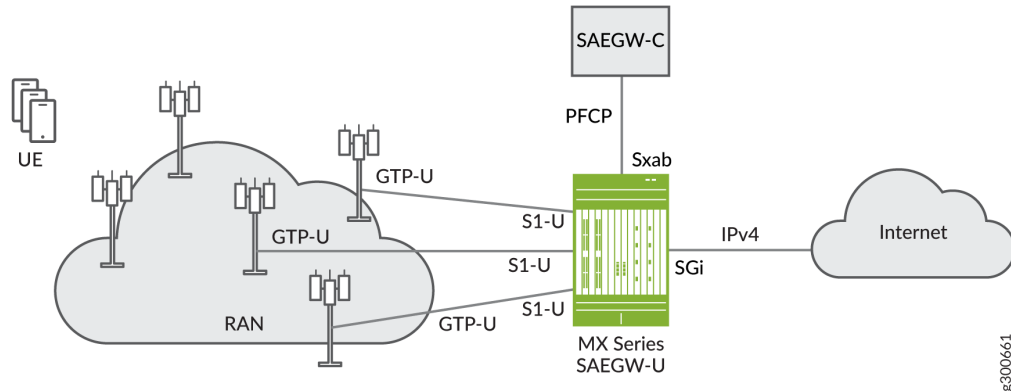 SAEGW-C
PFCP
Sxab
UE
GTP-U
S1-U
GTP-U
S1-U
GTP-U
S1-U
RAN
IPv4
SGi
Internet
MX Series
SAEGW-U
g300661